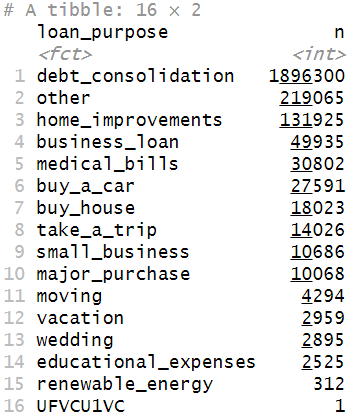 # A tibble: 16 × 2
loan_purpose n
<fct> <int>
1 debt_consolidation 1896300
2 other 219065
3 home_improvements 131925
4 business_loan 49935
5 medical_bills 30802
6 buy_a_car 27591
7 buy_house 18023
8 take_a_trip 14026
9 small_business 10686
10 major_purchase 10068
11 moving 4294
12 vacation 2959
13 wedding 2895
14 educational_expenses 2525
15 renewable_energy 312
16 UFVCU1VC 1